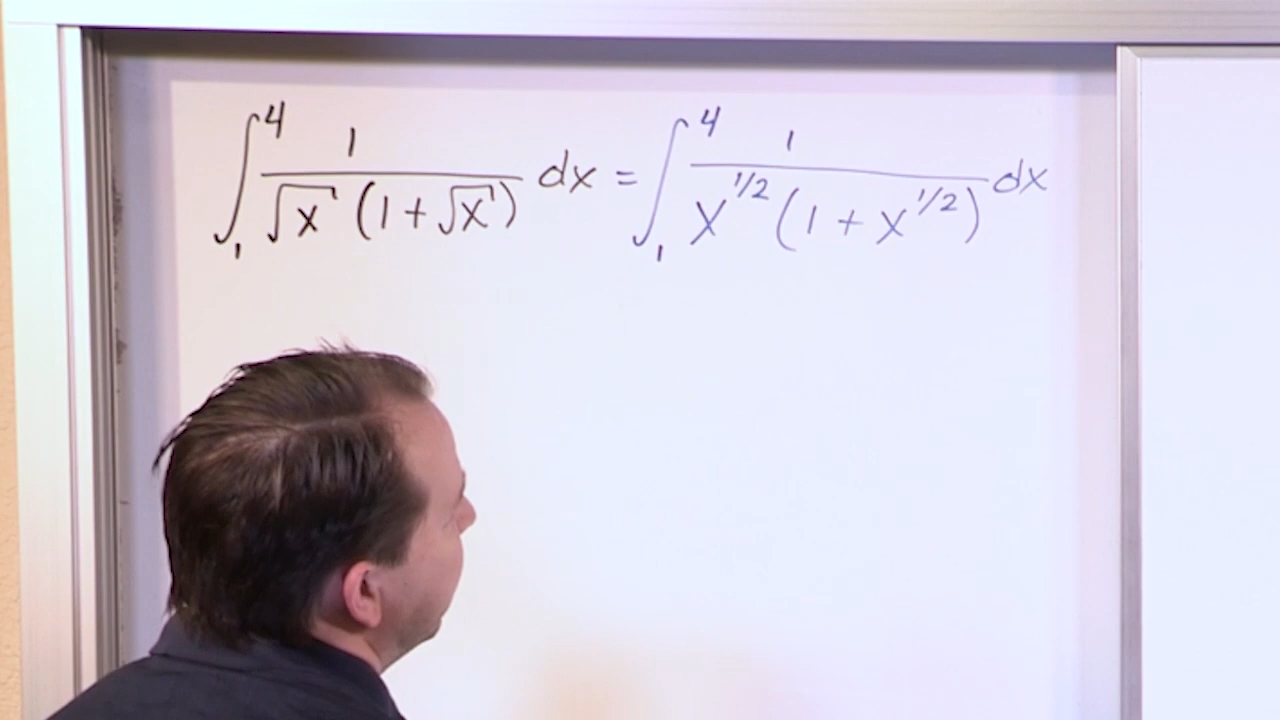 ∫₁⁴ 1/(√x (1+√x)) dx = ∫₁⁴ 1/(x^1/2 (1 + x^1/2)) dx